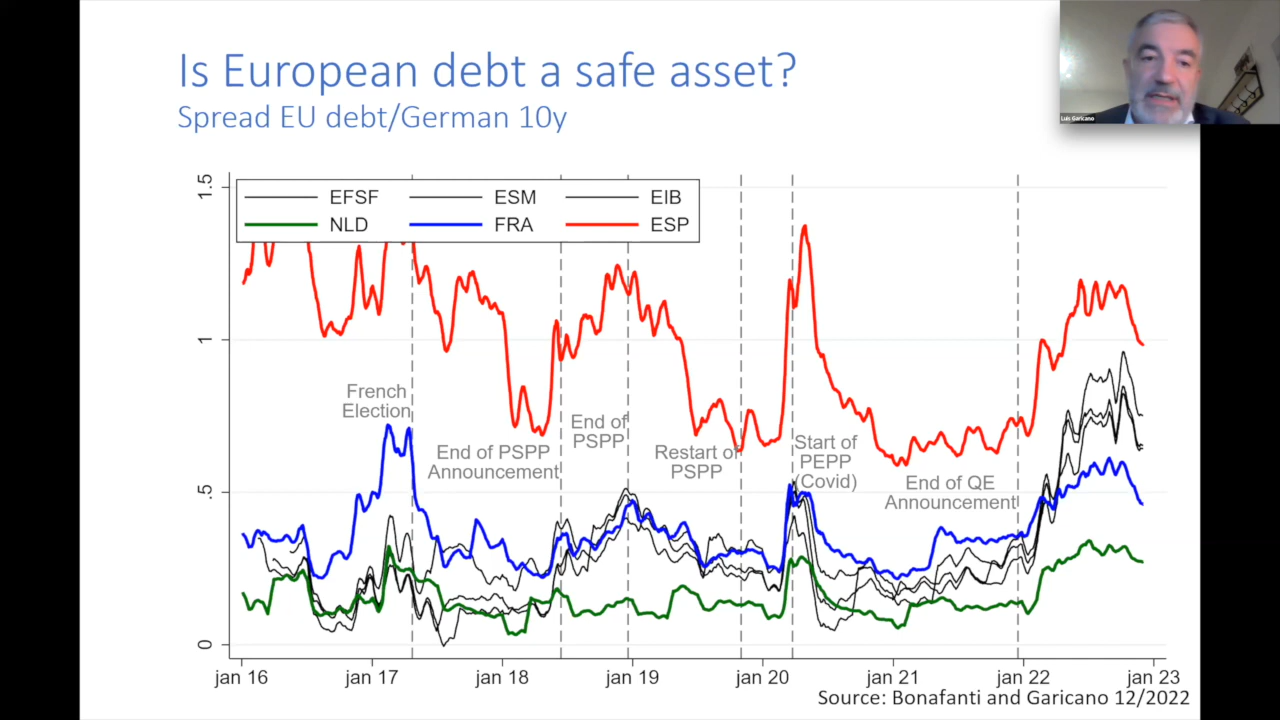 Is European debt a safe asset?
Spread EU debt/German 10y
Luis Garicano
1.5
1
.5
0
EFSF ESM EIB
NLD FRA ESP
French
Election
End of PSPP
Announcement
End of
PSPP
Restart of
PSPP
Start of
PEPP
(Covid)
End of QE
Announcement
jan 16 jan 17 jan 18 jan 19 jan 20 jan 21 jan 22 jan 23
Source: Bonafanti and Garicano 12/2022